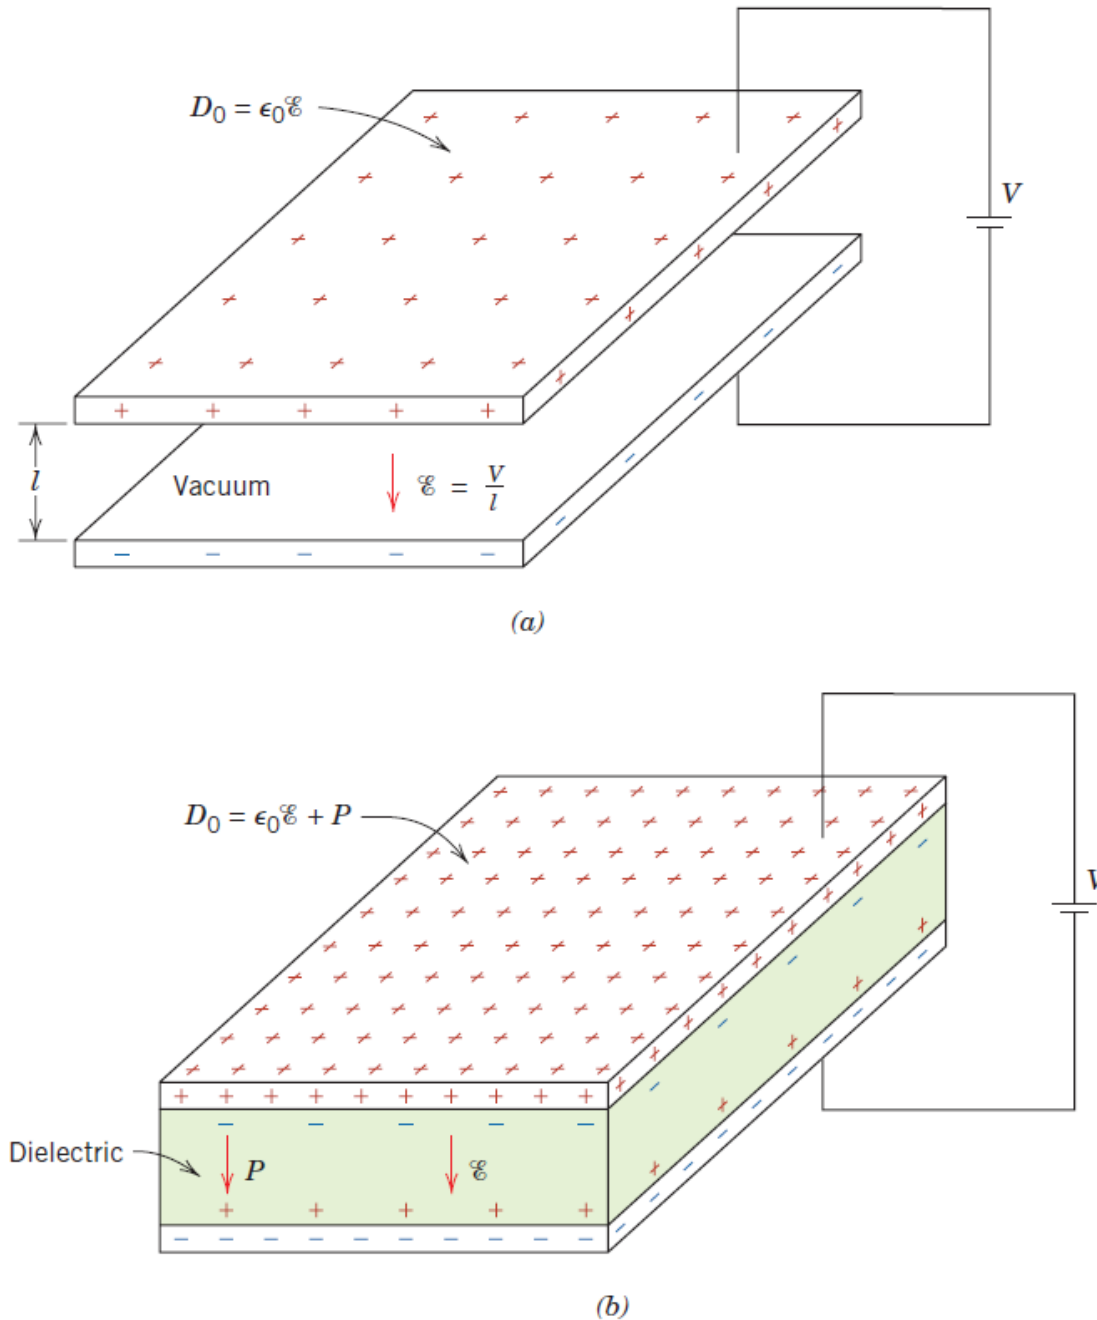 D₀ = ϵ₀ℰ
V
l
Vacuum
ℰ = V/l
(a)
D₀ = ϵ₀ℰ + P
V
Dielectric
P
ℰ
(b)